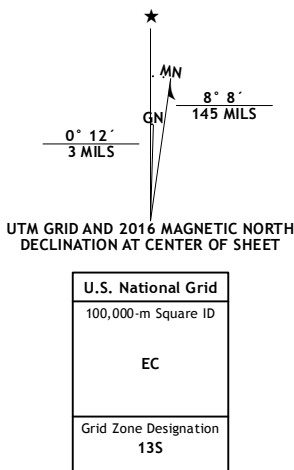 ★
MN
GN
8° 8´
145 MILS
0° 12´
3 MILS
UTM GRID AND 2016 MAGNETIC NORTH
DECLINATION AT CENTER OF SHEET
U.S. National Grid
100,000-m Square ID
EC
Grid Zone Designation
13S